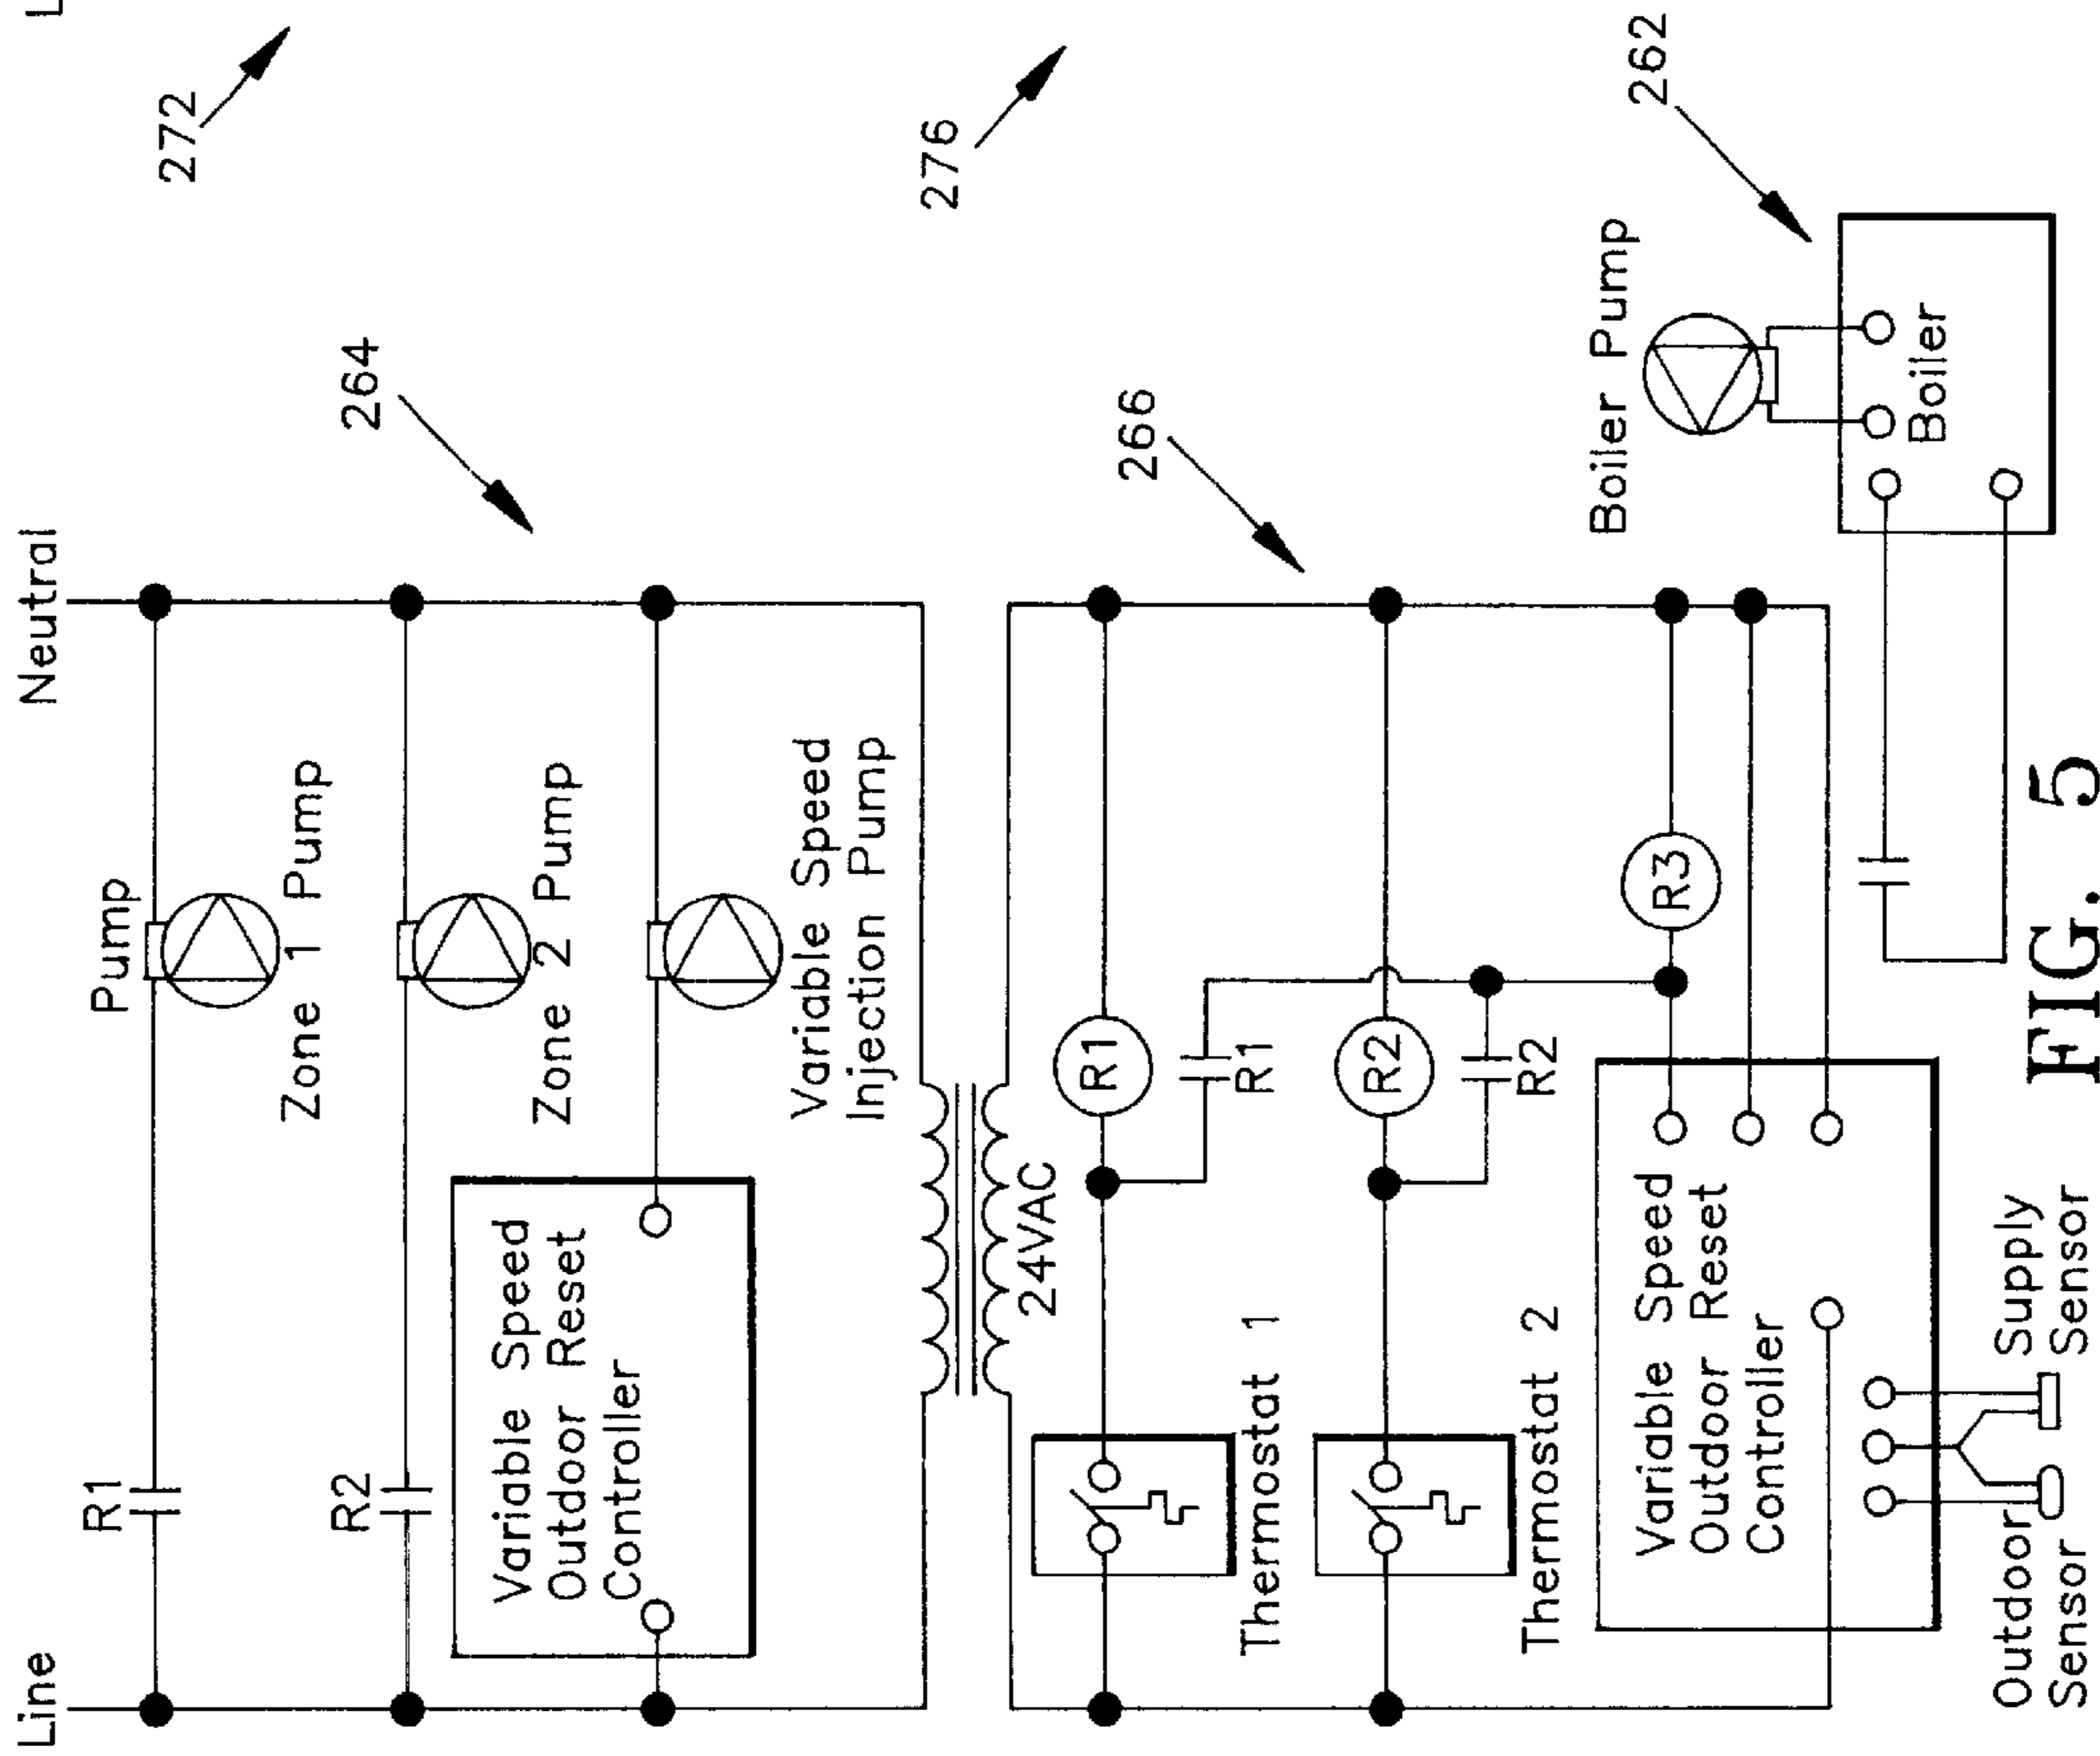 L
272
Line
Neutral
R1
Pump
Zone 1 Pump
264
R2
Zone 2 Pump
Variable Speed
Outdoor Reset
Controller
Variable Speed
Injection Pump
276
24VAC
266
R1
Thermostat 1
R1
R2
Thermostat 2
R2
262
Boiler Pump
R3
Variable Speed
Outdoor Reset
Controller
Boiler
Outdoor
Sensor
Supply
Sensor
FIG. 5